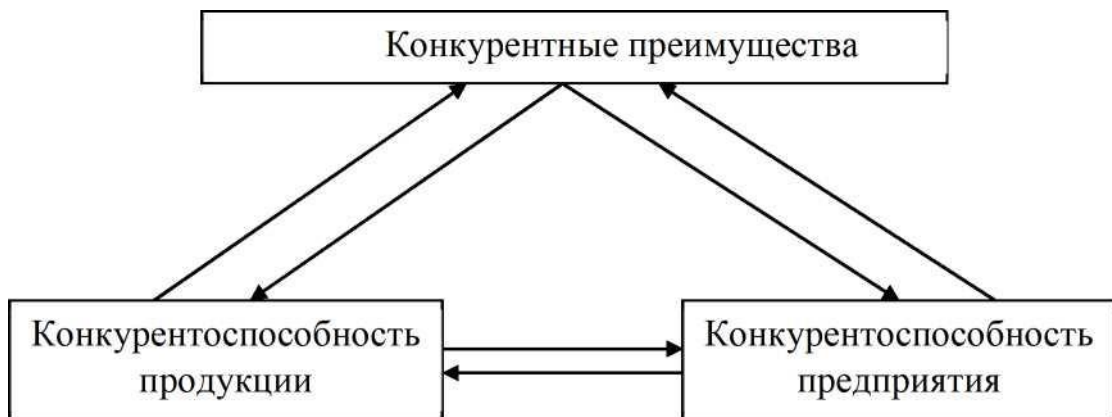 Конкурентные преимущества
Конкурентоспособность
продукции
Конкурентоспособность
предприятия